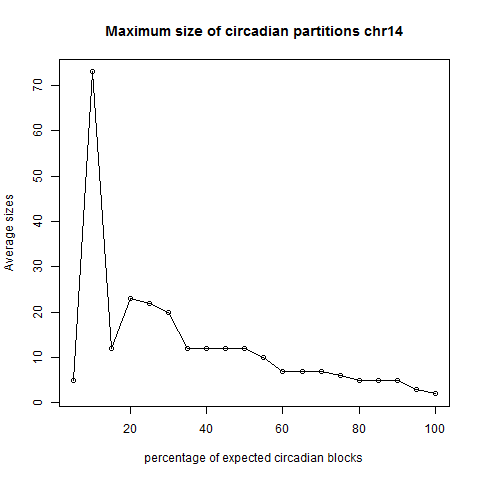 Maximum size of circadian partitions chr14
Average sizes
70
60
50
40
30
20
10
0
20 40 60 80 100
percentage of expected circadian blocks